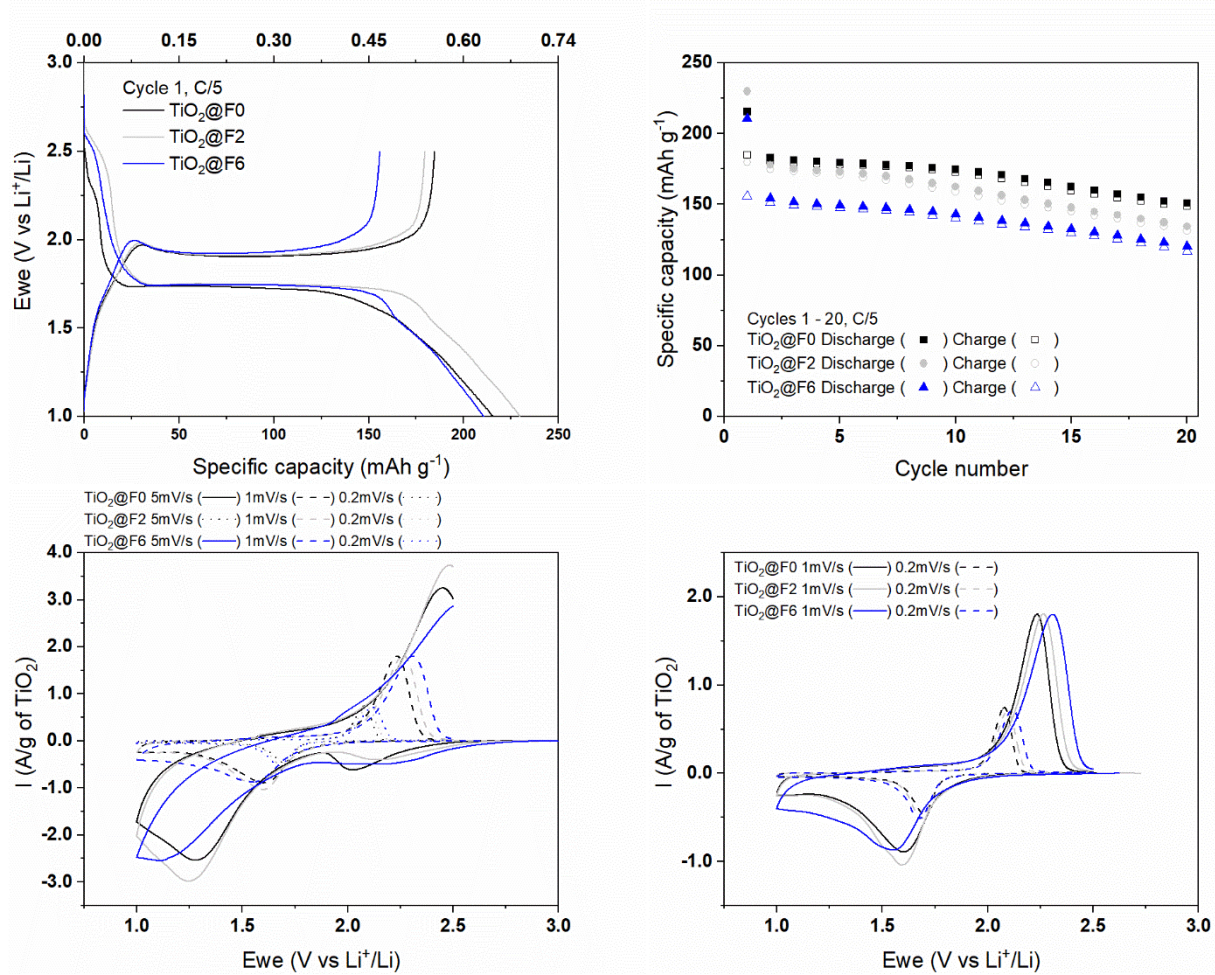 0.00 0.15 0.30 0.45 0.60 0.74
3.0
2.5
2.0
1.5
1.0
Ewe (V vs Li⁺/Li)
Cycle 1, C/5
TiO₂@F0
TiO₂@F2
TiO₂@F6
0 50 100 150 200 250
Specific capacity (mAh g⁻¹)
250
200
150
100
50
0
Specific capacity (mAh g⁻¹)
Cycles 1 - 20, C/5
TiO₂@F0 Discharge ( ■ ) Charge ( □ )
TiO₂@F2 Discharge ( ● ) Charge ( ○ )
TiO₂@F6 Discharge ( ▲ ) Charge ( △ )
0 5 10 15 20
Cycle number
TiO₂@F0 5mV/s (——) 1mV/s (– – –) 0.2mV/s (· · ·)
TiO₂@F2 5mV/s (· · · ·) 1mV/s (– – –) 0.2mV/s (· · ·)
TiO₂@F6 5mV/s (——) 1mV/s (– – –) 0.2mV/s (· · ·)
4.0
3.0
2.0
1.0
0.0
-1.0
-2.0
-3.0
I (A/g of TiO₂)
1.0 1.5 2.0 2.5 3.0
Ewe (V vs Li⁺/Li)
TiO₂@F0 1mV/s (——) 0.2mV/s (– – –)
TiO₂@F2 1mV/s (——) 0.2mV/s (– – –)
TiO₂@F6 1mV/s (——) 0.2mV/s (– – –)
2.0
1.0
0.0
-1.0
I (A/g of TiO₂)
1.0 1.5 2.0 2.5 3.0
Ewe (V vs Li⁺/Li)